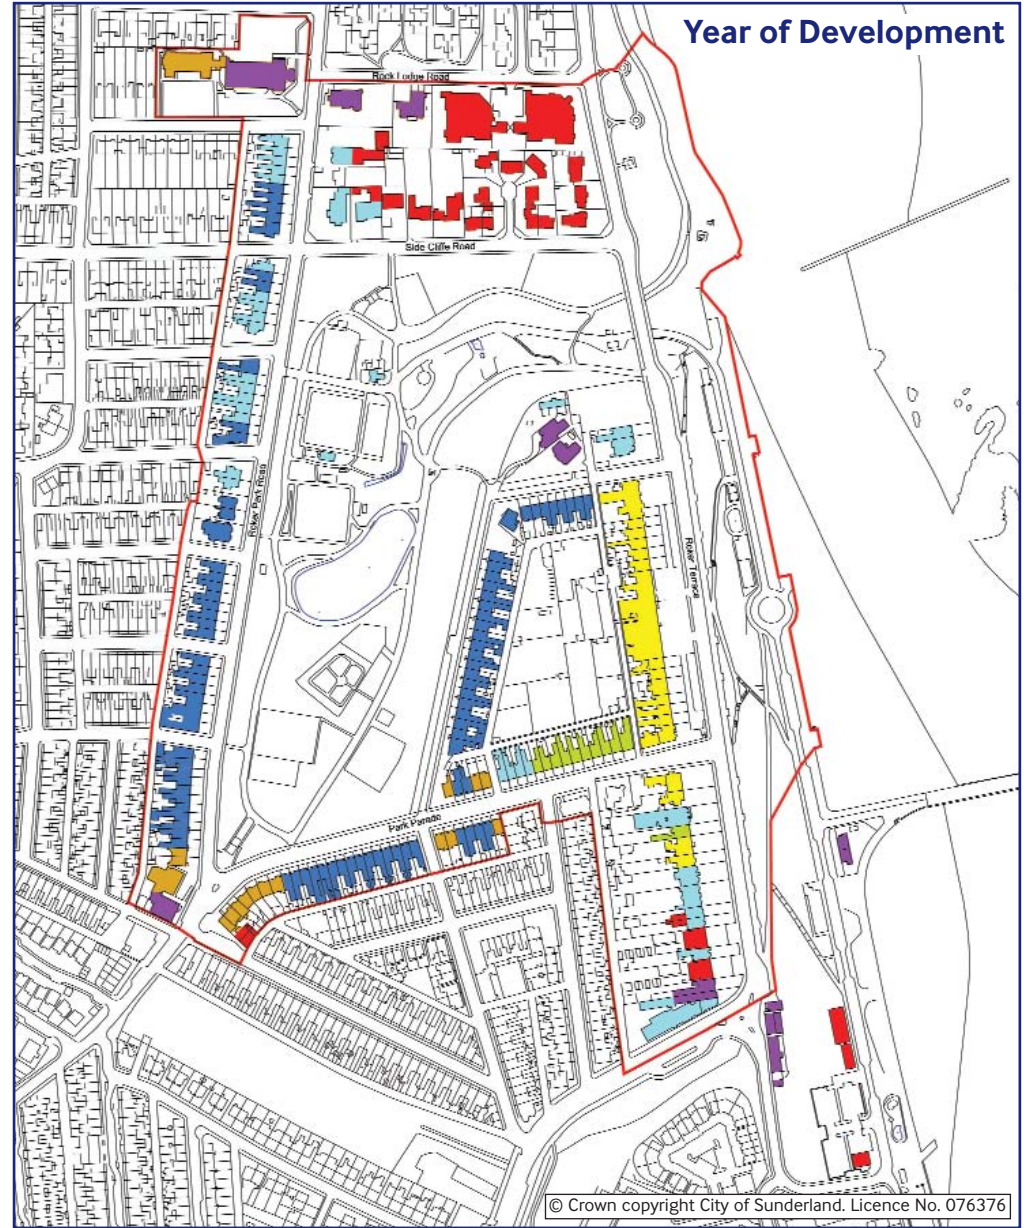 Year of Development
Rock Lodge Road
Side Cliffe Road
Roker Park Road
Roker Terrace
Park Parade
© Crown copyright City of Sunderland. Licence No. 076376